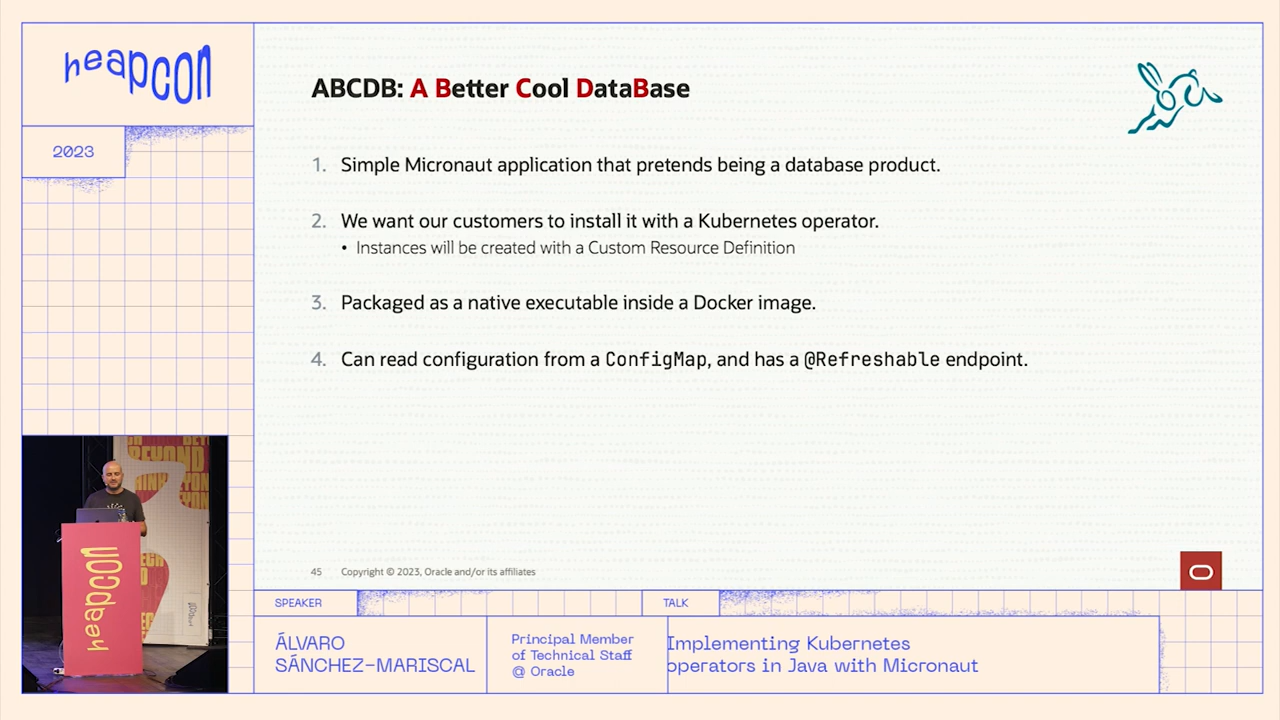 heapcon
2023
ABCDB: A Better Cool DataBase
1. Simple Micronaut application that pretends being a database product.
2. We want our customers to install it with a Kubernetes operator.
• Instances will be created with a Custom Resource Definition
3. Packaged as a native executable inside a Docker image.
4. Can read configuration from a ConfigMap, and has a @Refreshable endpoint.
45 Copyright © 2023, Oracle and/or its affiliates
heapcon
BEYOND
SPEAKER
ÁLVARO
SÁNCHEZ-MARISCAL
Principal Member
of Technical Staff
@ Oracle
TALK
Implementing Kubernetes
operators in Java with Micronaut